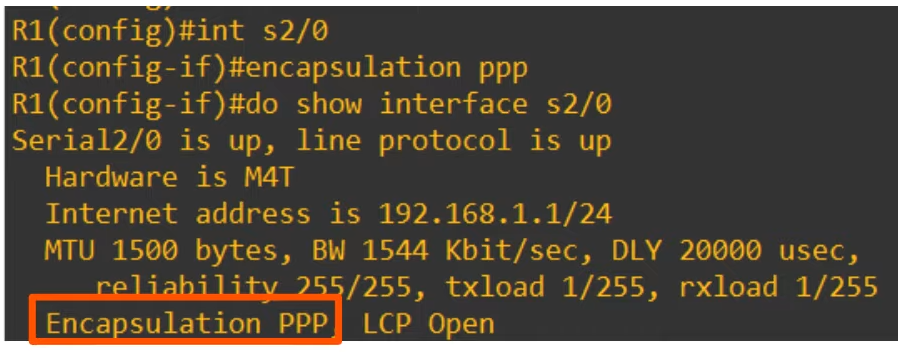 R1(config)#int s2/0
R1(config-if)#encapsulation ppp
R1(config-if)#do show interface s2/0
Serial2/0 is up, line protocol is up
Hardware is M4T
Internet address is 192.168.1.1/24
MTU 1500 bytes, BW 1544 Kbit/sec, DLY 20000 usec,
reliability 255/255, txload 1/255, rxload 1/255
Encapsulation PPP, LCP Open